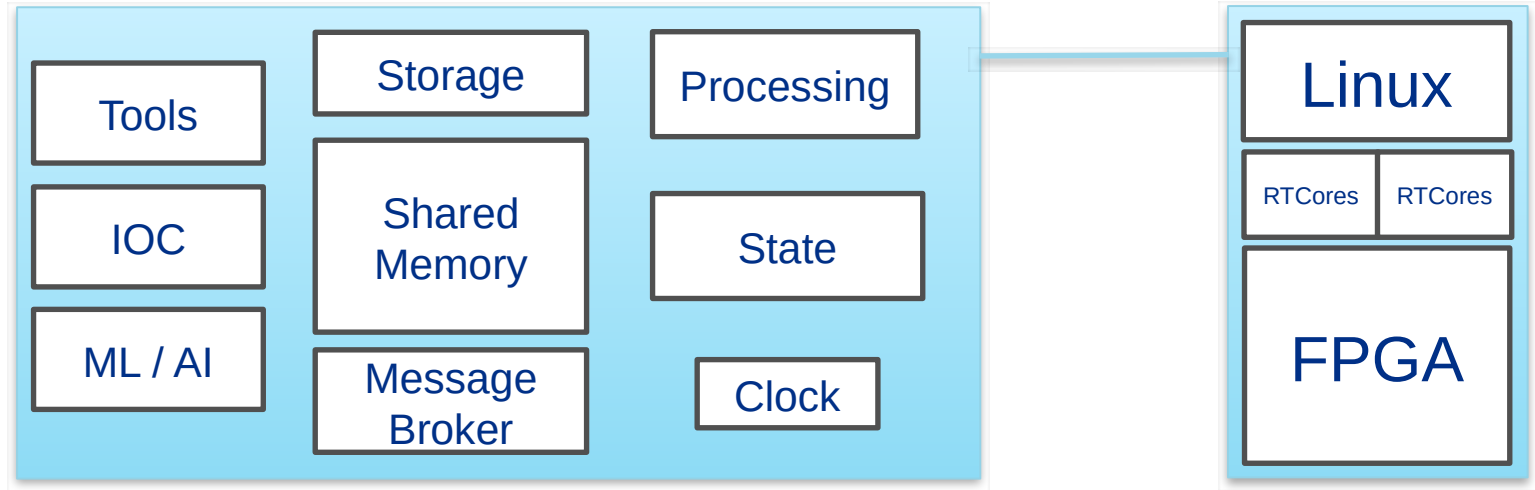 Tools
IOC
ML / AI
Storage
Shared
Memory
Message
Broker
Processing
State
Clock
Linux
RTCores
RTCores
FPGA